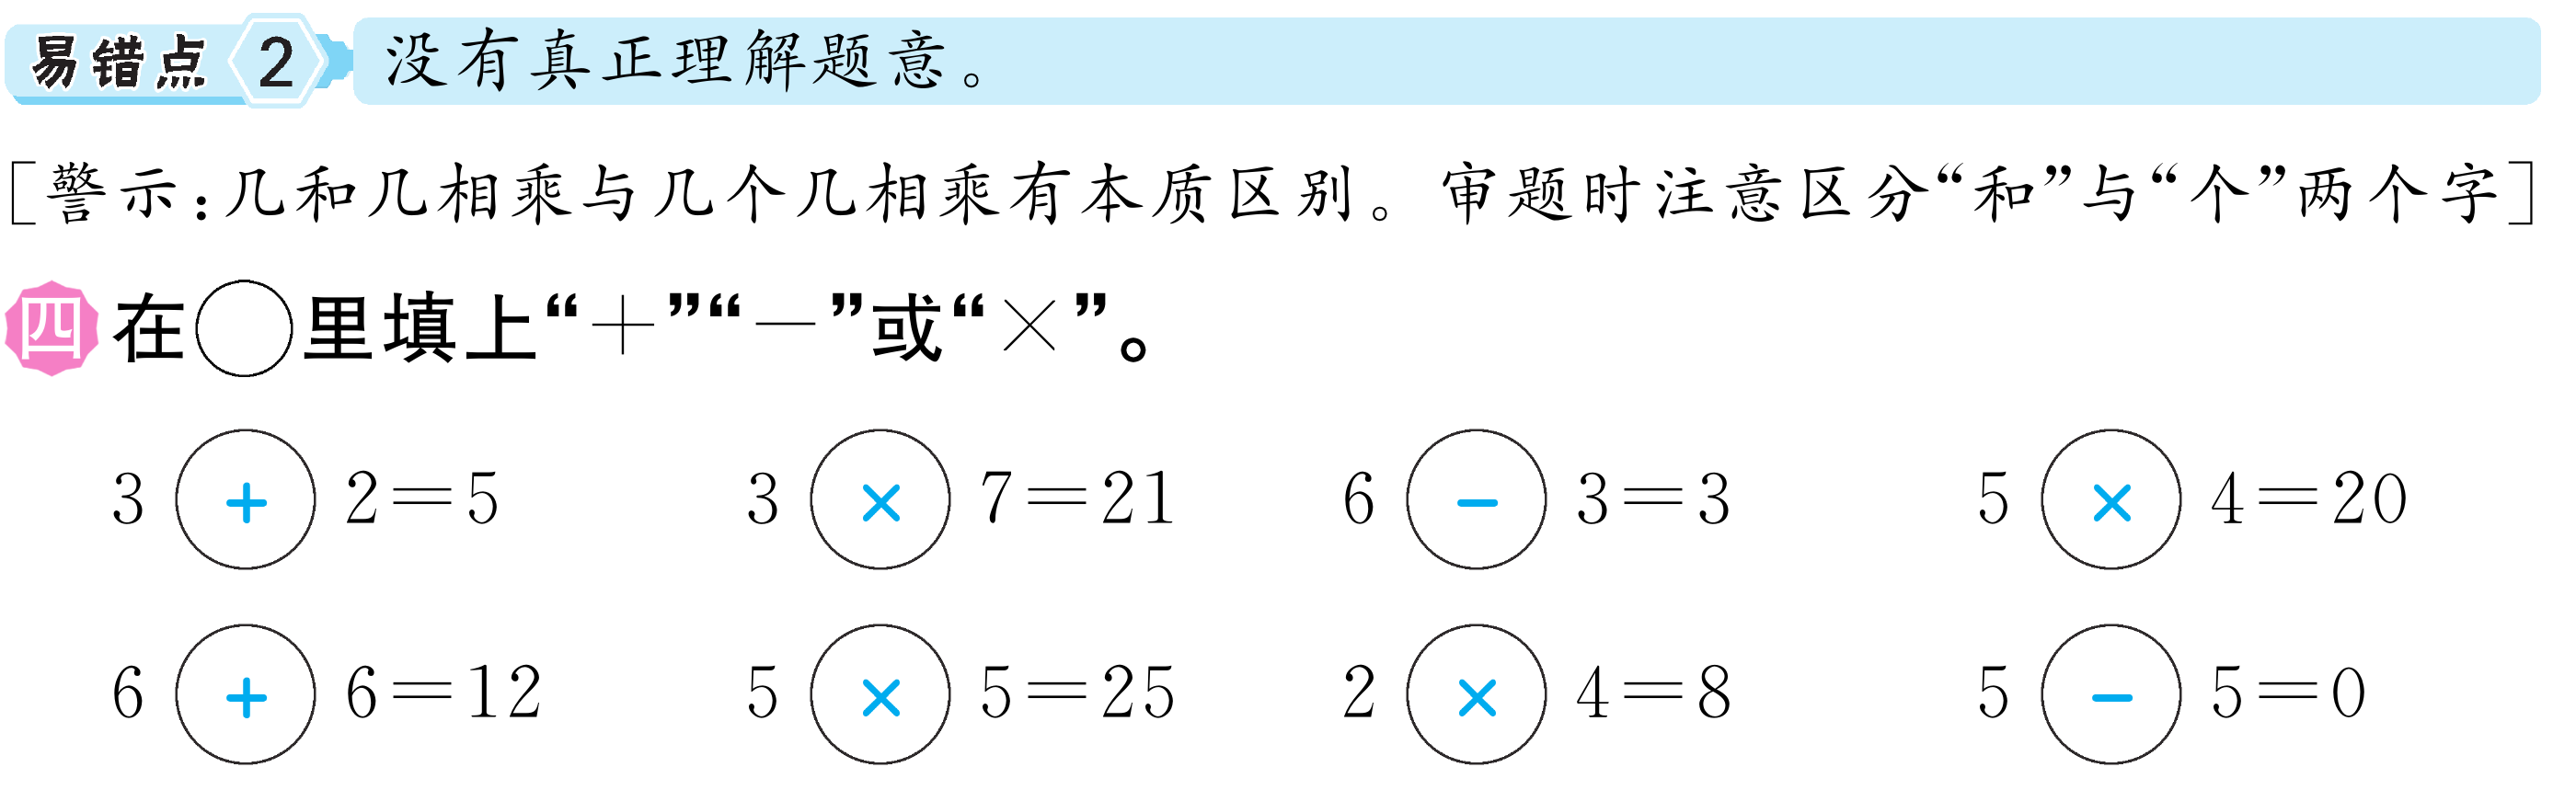 易错点 2 没有真正理解题意。
[警示:几和几相乘与几个几相乘有本质区别。审题时注意区分“和”与“个”两个字]
四 在○里填上“+”“-”或“×”。
3 + 2=5 3 × 7=21 6 - 3=3 5 × 4=20
6 + 6=12 5 × 5=25 2 × 4=8 5 - 5=0